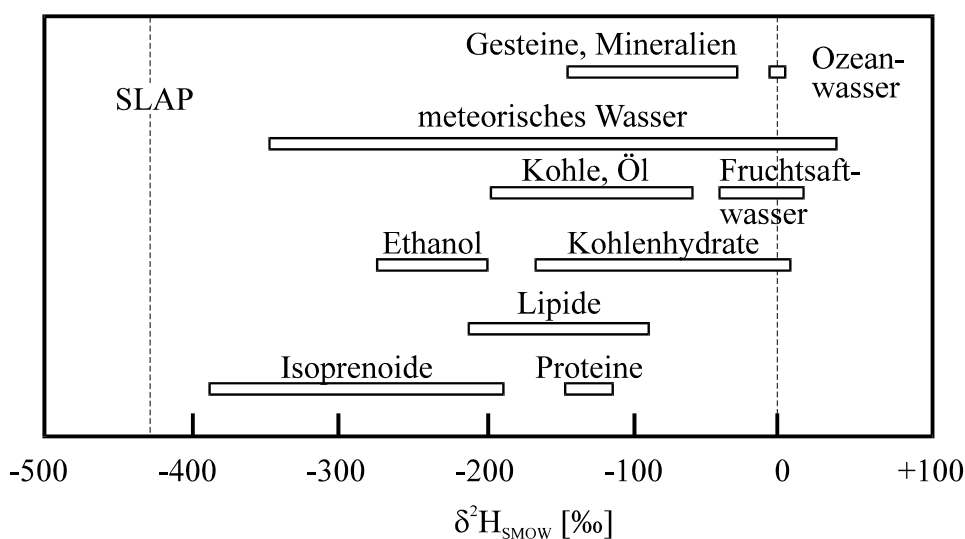 Gesteine, Mineralien
Ozean-
wasser
SLAP
meteorisches Wasser
Kohle, Öl
Fruchtsaft-
wasser
Ethanol
Kohlenhydrate
Lipide
Isoprenoide
Proteine
-500 -400 -300 -200 -100 0 +100
δ²H_SMOW [‰]